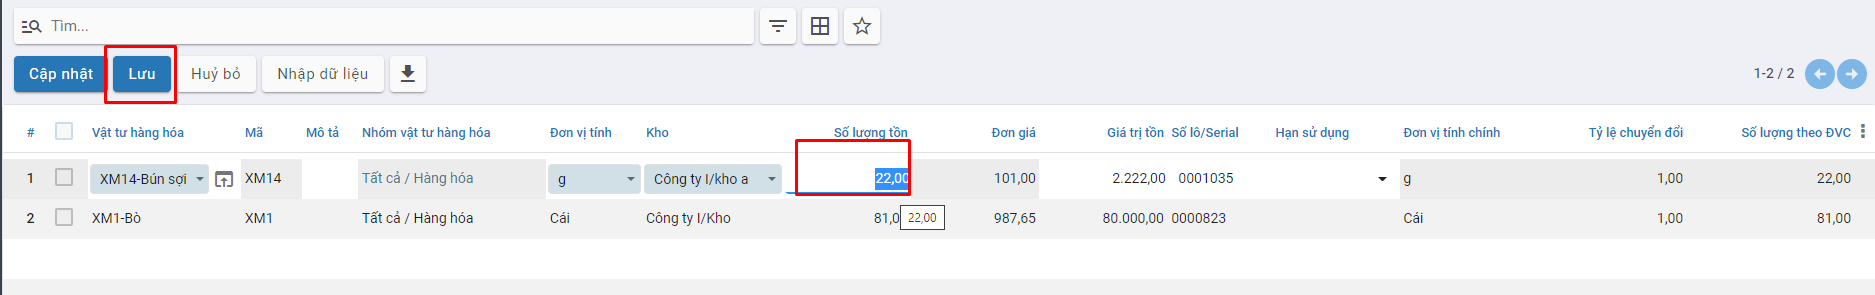 Tìm...
Cập nhật Lưu Huỷ bỏ Nhập dữ liệu 1-2 / 2
# Vật tư hàng hóa Mã Mô tả Nhóm vật tư hàng hóa Đơn vị tính Kho Số lượng tồn Đơn giá Giá trị tồn Số lô/Serial Hạn sử dụng Đơn vị tính chính Tỷ lệ chuyển đổi Số lượng theo ĐVC
1 XM14-Bún sợi XM14 Tất cả / Hàng hóa g Công ty I/kho a 22,00 101,00 2.222,00 0001035 g 1,00 22,00
2 XM1-Bò XM1 Tất cả / Hàng hóa Cái Công ty I/Kho 81,0 22,00 987,65 80.000,00 0000823 Cái 1,00 81,00